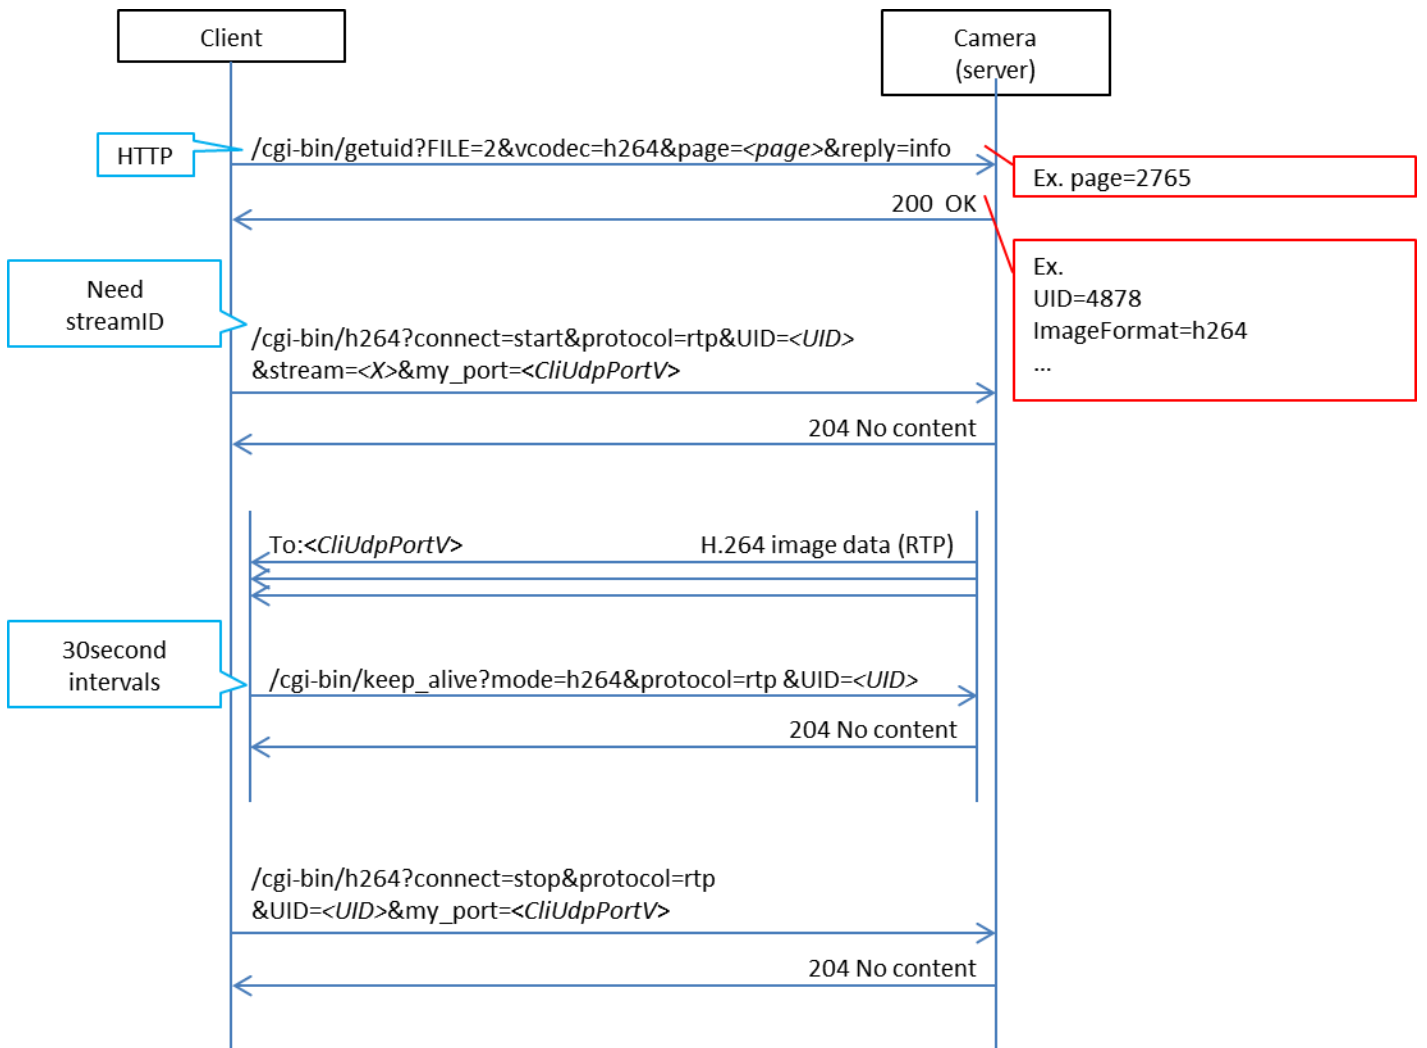 Client
Camera
(server)
HTTP
/cgi-bin/getuid?FILE=2&vcodec=h264&page=<page>&reply=info
Ex. page=2765
200  OK
Ex.
UID=4878
ImageFormat=h264
...
Need
streamID
/cgi-bin/h264?connect=start&protocol=rtp&UID=<UID>
&stream=<X>&my_port=<CliUdpPortV>
204 No content
To:<CliUdpPortV>
H.264 image data (RTP)
30second
intervals
/cgi-bin/keep_alive?mode=h264&protocol=rtp &UID=<UID>
204 No content
/cgi-bin/h264?connect=stop&protocol=rtp
&UID=<UID>&my_port=<CliUdpPortV>
204 No content